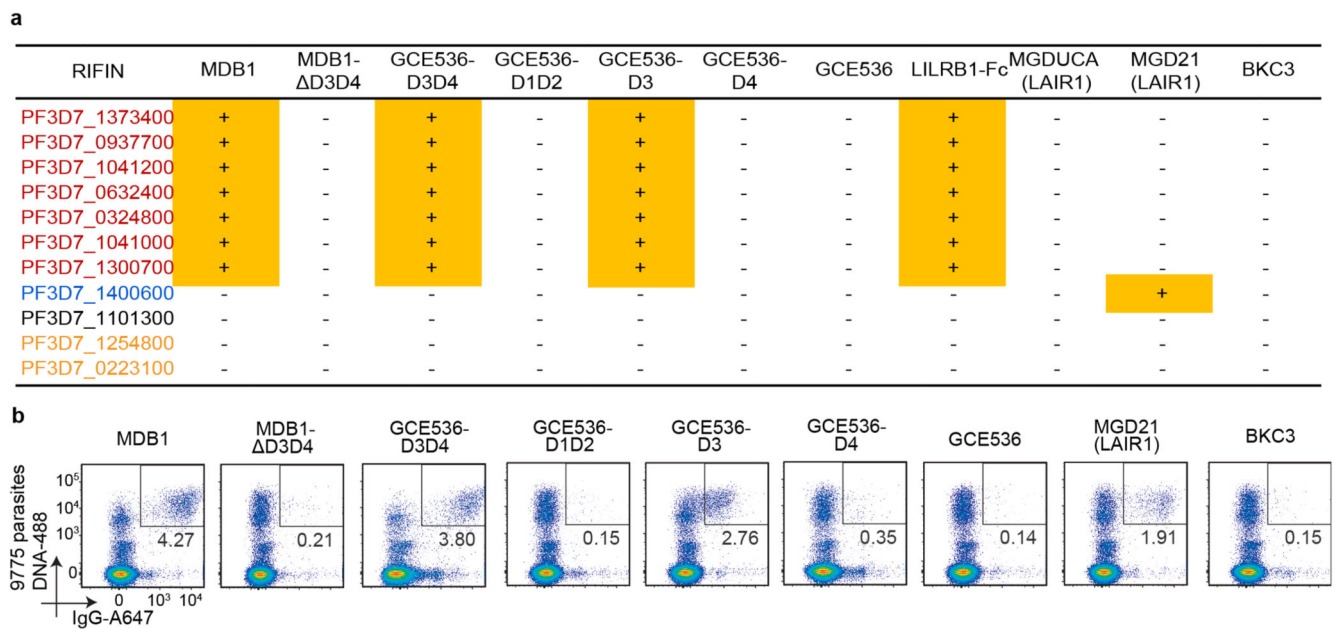 a
RIFIN MDB1 MDB1-ΔD3D4 GCE536-D3D4 GCE536-D1D2 GCE536-D3 GCE536-D4 GCE536 LILRB1-Fc MGDUCA (LAIR1) MGD21 (LAIR1) BKC3
PF3D7_1373400 + - + - + - - + - - -
PF3D7_0937700 + - + - + - - + - - -
PF3D7_1041200 + - + - + - - + - - -
PF3D7_0632400 + - + - + - - + - - -
PF3D7_0324800 + - + - + - - + - - -
PF3D7_1041000 + - + - + - - + - - -
PF3D7_1300700 + - + - + - - + - - -
PF3D7_1400600 - - - - - - - - - + -
PF3D7_1101300 - - - - - - - - - - -
PF3D7_1254800 - - - - - - - - - - -
PF3D7_0223100 - - - - - - - - - - -
b
MDB1 MDB1-ΔD3D4 GCE536-D3D4 GCE536-D1D2 GCE536-D3 GCE536-D4 GCE536 MGD21 (LAIR1) BKC3
9775 parasites
DNA-488
10⁵
10⁴
10³
0
4.27 0.21 3.80 0.15 2.76 0.35 0.14 1.91 0.15
0 10³ 10⁴
IgG-A647